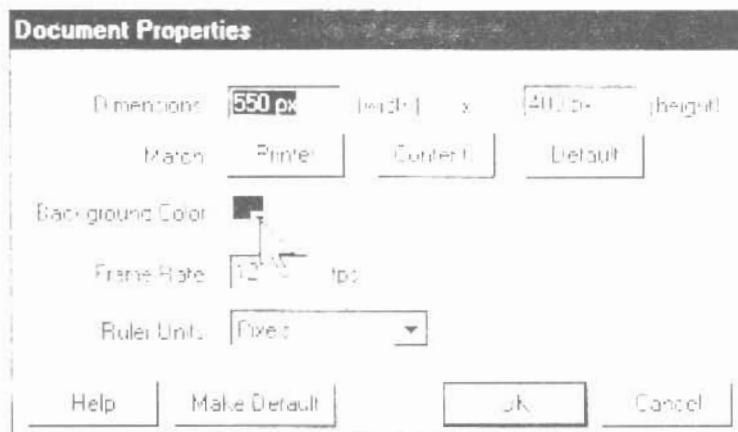 Document Properties
Dimensions 550 px (width) x 400 px (height)
Match Printer Contents Default
Background Color
Frame Rate 12 fps
Ruler Units Pixels
Help Make Default OK Cancel